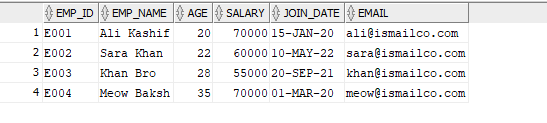 EMP_ID EMP_NAME AGE SALARY JOIN_DATE EMAIL
1 E001 Ali Kashif 20 70000 15-JAN-20 ali@ismailco.com
2 E002 Sara Khan 22 60000 10-MAY-22 sara@ismailco.com
3 E003 Khan Bro 28 55000 20-SEP-21 khan@ismailco.com
4 E004 Meow Baksh 35 70000 01-MAR-20 meow@ismailco.com